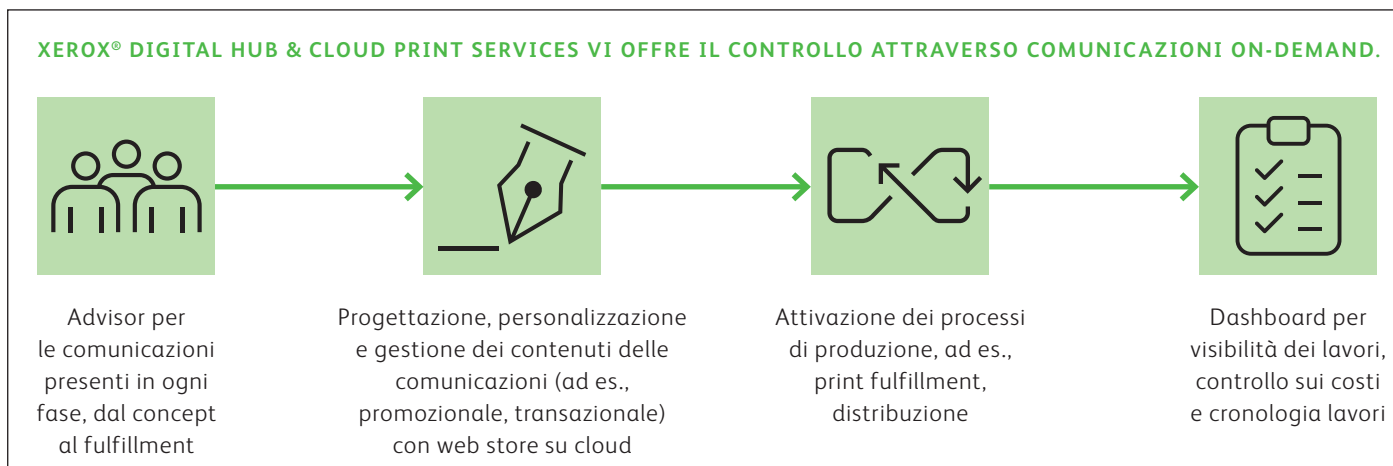 XEROX® DIGITAL HUB & CLOUD PRINT SERVICES VI OFFRE IL CONTROLLO ATTRAVERSO COMUNICAZIONI ON-DEMAND.
Advisor per
le comunicazioni
presenti in ogni
fase, dal concept
al fulfillment
Progettazione, personalizzazione
e gestione dei contenuti delle
comunicazioni (ad es.,
promozionale, transazionale)
con web store su cloud
Attivazione dei processi
di produzione, ad es.,
print fulfillment,
distribuzione
Dashboard per
visibilità dei lavori,
controllo sui costi
e cronologia lavori